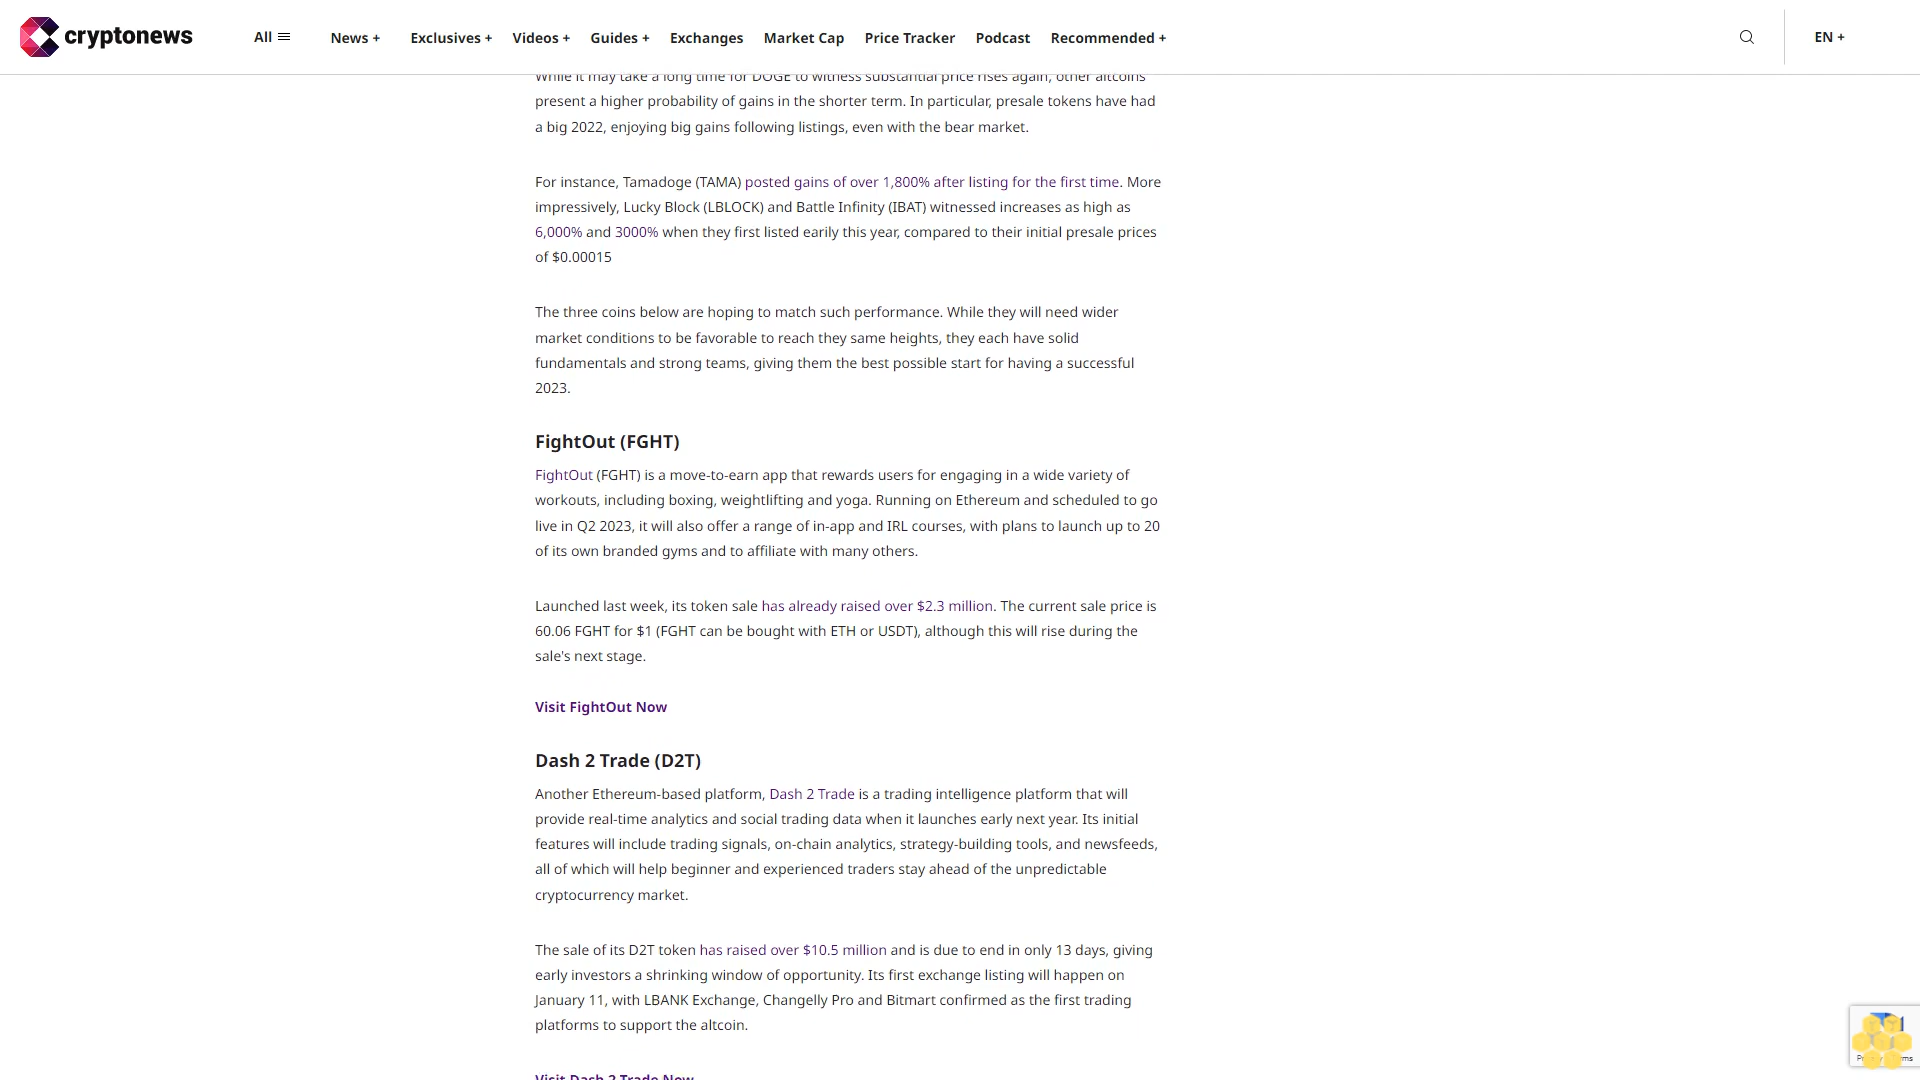 cryptonews
All
News +
Exclusives +
Videos +
Guides +
Exchanges
Market Cap
Price Tracker
Podcast
Recommended +
EN +
While it may take a long time for DOGE to witness substantial price rises again, other altcoins
present a higher probability of gains in the shorter term. In particular, presale tokens have had
a big 2022, enjoying big gains following listings, even with the bear market.
For instance, Tamadoge (TAMA) posted gains of over 1,800% after listing for the first time. More
impressively, Lucky Block (LBLOCK) and Battle Infinity (IBAT) witnessed increases as high as
6,000% and 3000% when they first listed earily this year, compared to their initial presale prices
of $0.00015
The three coins below are hoping to match such performance. While they will need wider
market conditions to be favorable to reach they same heights, they each have solid
fundamentals and strong teams, giving them the best possible start for having a successful
2023.
FightOut (FGHT)
FightOut (FGHT) is a move-to-earn app that rewards users for engaging in a wide variety of
workouts, including boxing, weightlifting and yoga. Running on Ethereum and scheduled to go
live in Q2 2023, it will also offer a range of in-app and IRL courses, with plans to launch up to 20
of its own branded gyms and to affiliate with many others.
Launched last week, its token sale has already raised over $2.3 million. The current sale price is
60.06 FGHT for $1 (FGHT can be bought with ETH or USDT), although this will rise during the
sale's next stage.
Visit FightOut Now
Dash 2 Trade (D2T)
Another Ethereum-based platform, Dash 2 Trade is a trading intelligence platform that will
provide real-time analytics and social trading data when it launches early next year. Its initial
features will include trading signals, on-chain analytics, strategy-building tools, and newsfeeds,
all of which will help beginner and experienced traders stay ahead of the unpredictable
cryptocurrency market.
The sale of its D2T token has raised over $10.5 million and is due to end in only 13 days, giving
early investors a shrinking window of opportunity. Its first exchange listing will happen on
January 11, with LBANK Exchange, Changelly Pro and Bitmart confirmed as the first trading
platforms to support the altcoin.
Visit Dash 2 Trade Now